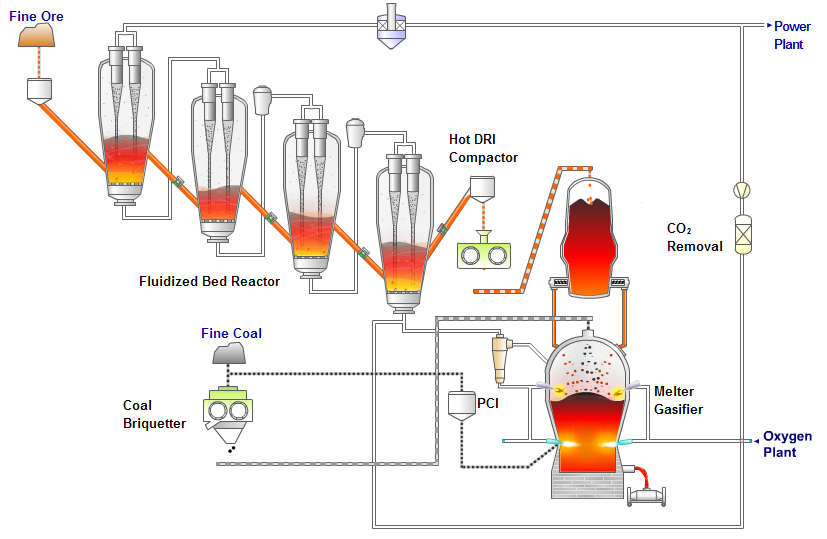 Fine Ore
Power
Plant
Hot DRI
Compactor
CO₂
Removal
Fluidized Bed Reactor
Fine Coal
Coal
Briquetter
PCI
Melter
Gasifier
Oxygen
Plant